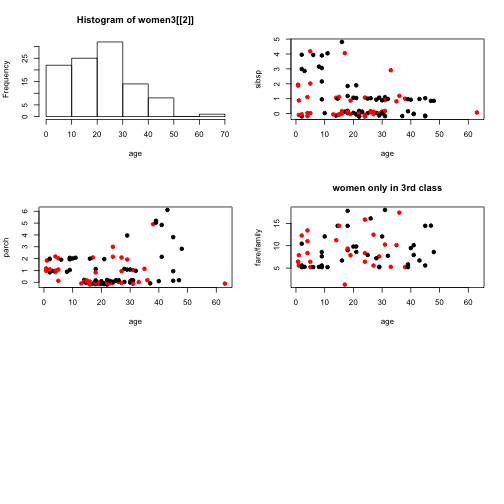 Histogram of women3[[2]]
Frequency
0 5 15 25
0 10 20 30 40 50 60 70
age
sibsp
0 1 2 3 4 5
0 10 20 30 40 50 60
age
parch
0 1 2 3 4 5 6
0 10 20 30 40 50 60
age
women only in 3rd class
fare/family
5 10 15
0 10 20 30 40 50 60
age